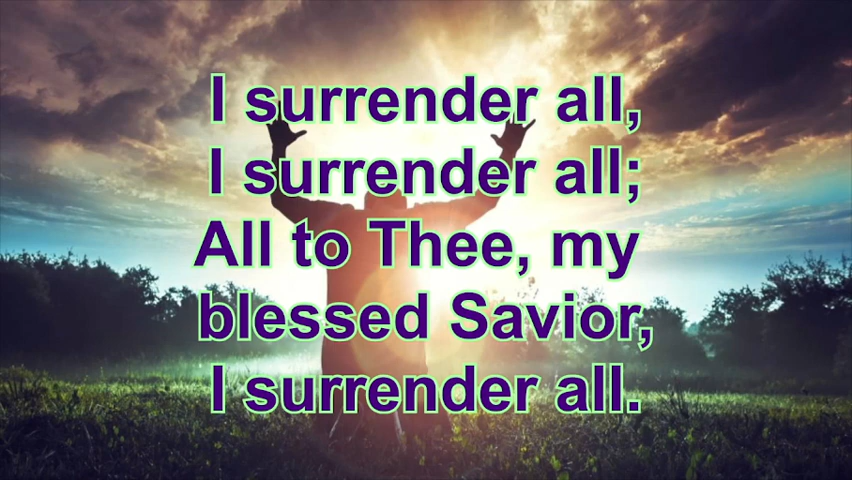 I surrender all,
I surrender all;
All to Thee, my
blessed Savior,
I surrender all.